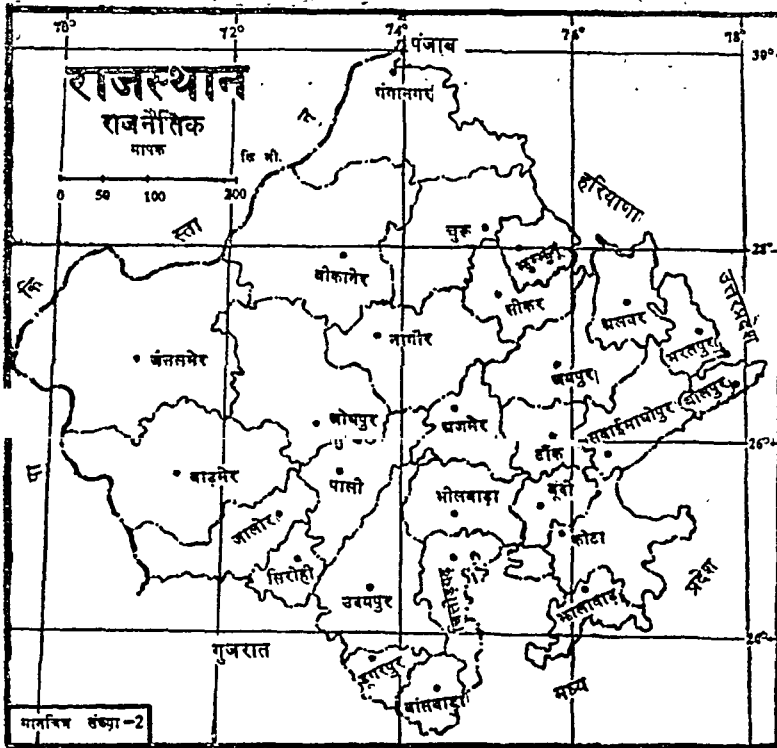 70° 72° 74° 76° 78°
पंजाब
30°
राजस्थान
राजनैतिक
मापक
कि मी.
0 50 100 200
गंगानगर
न
स्ता
कि
पा
हरियाणा
चुरू
झुन्झुनू
28°
बीकानेर
सीकर
अलवर
उत्तरप्रदेश
भरतपुर
नागौर
जैसलमेर
जयपुर
धौलपुर
जोधपुर
अजमेर
सवाईमाधोपुर
टोंक
26°
बाड़मेर
पाली
भीलवाड़ा
बूंदी
जालोर
कोटा
सिरोही
उदयपुर
चित्तौड़गढ़
झालावाड़
प्रदेश
गुजरात
डूंगरपुर
बांसवाड़ा
मध्य
मानचित्र संख्या-2